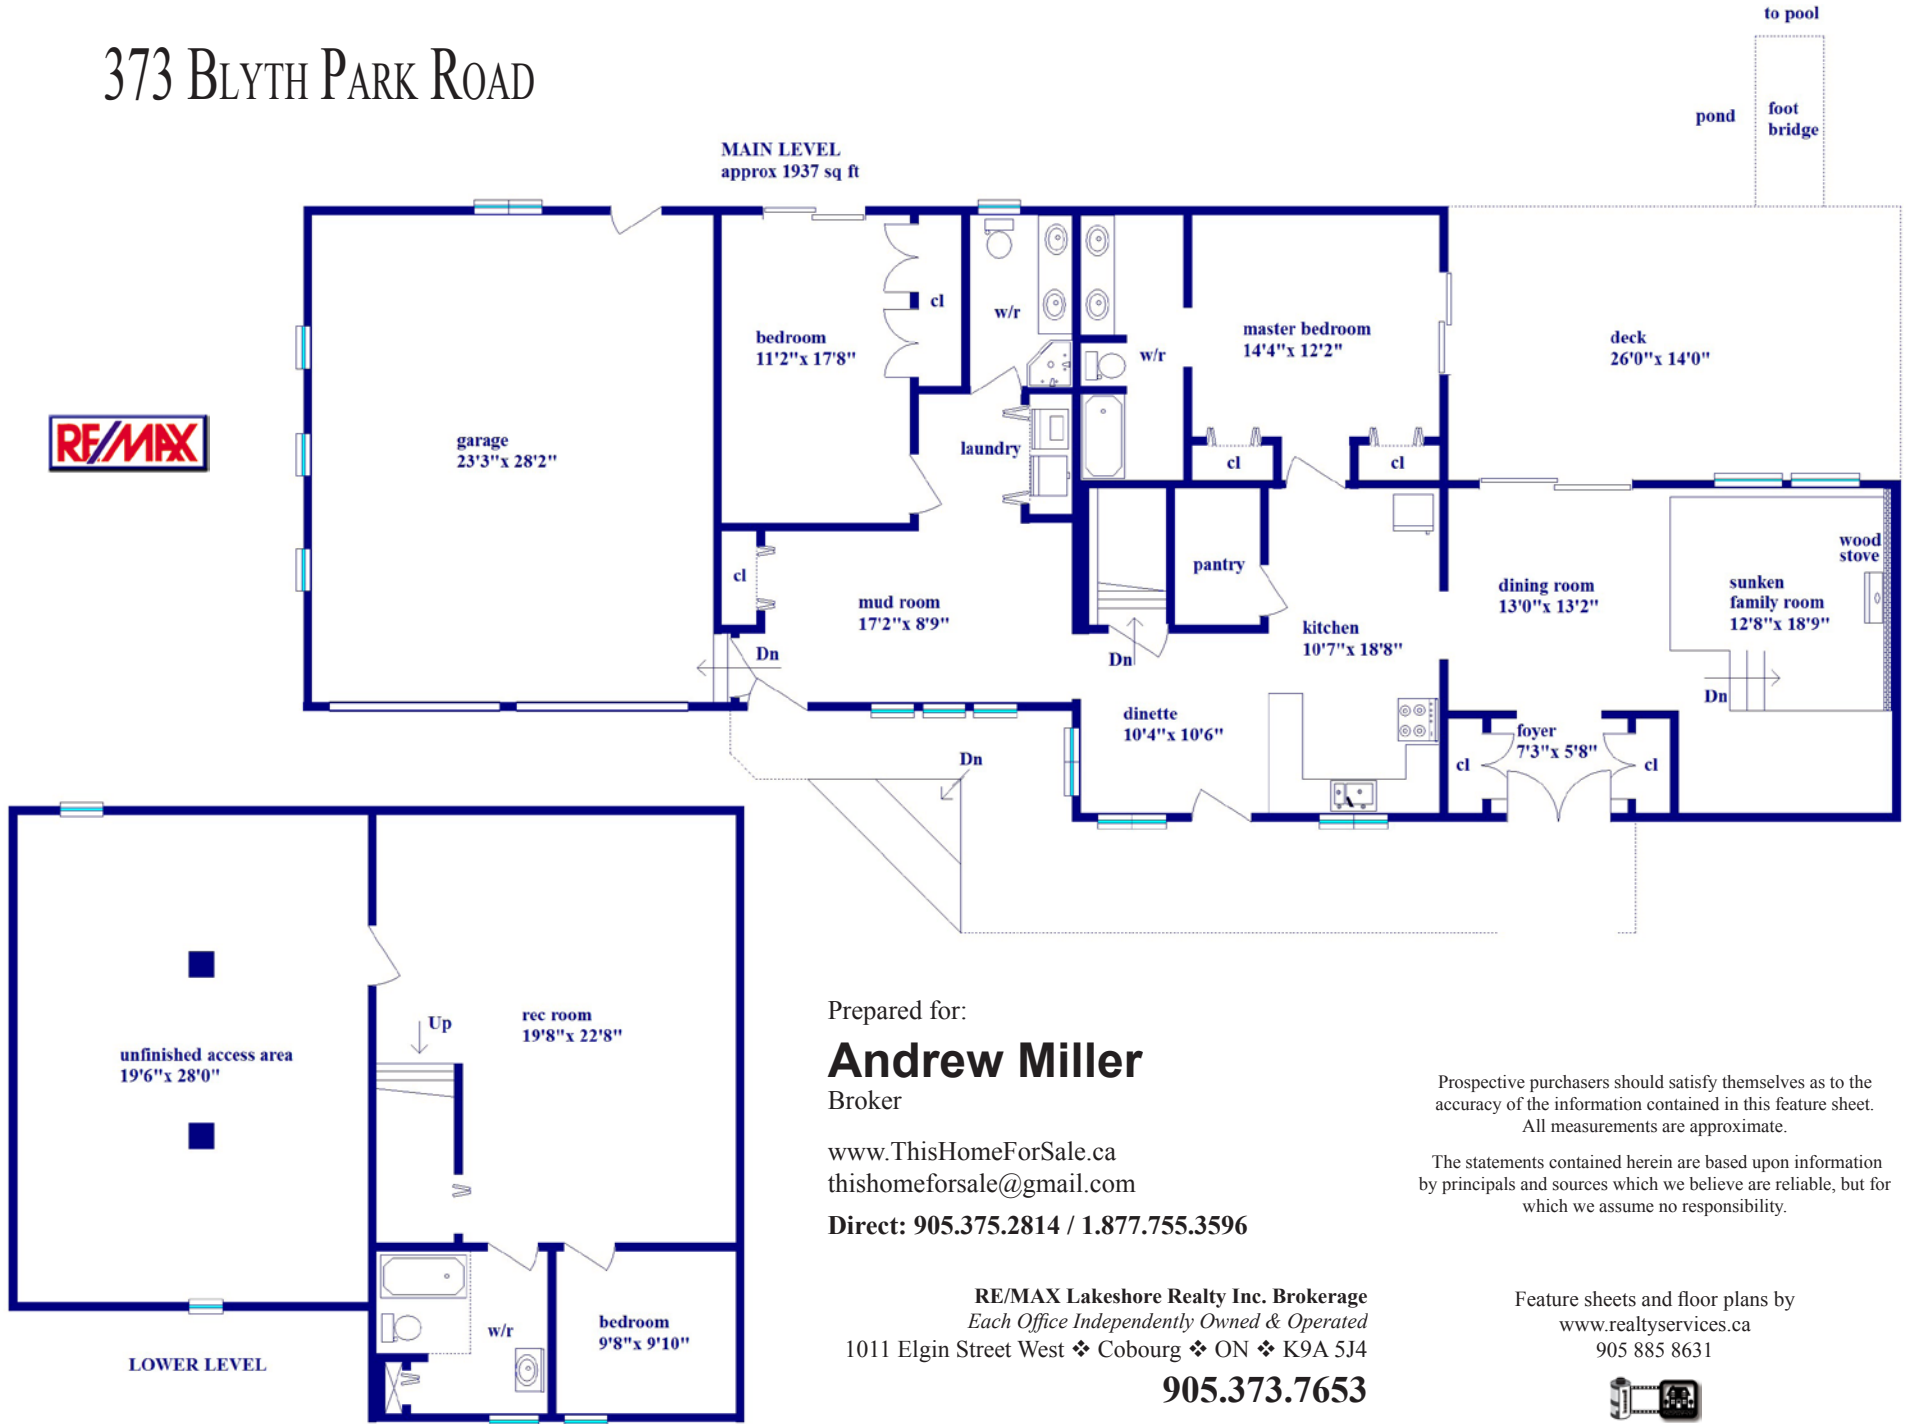 to pool
373 Blyth Park Road
pond
foot
bridge
MAIN LEVEL
approx 1937 sq ft
RE/MAX
garage
23'3"x 28'2"
bedroom
11'2"x 17'8"
cl
w/r
w/r
master bedroom
14'4"x 12'2"
deck
26'0"x 14'0"
laundry
cl
cl
cl
mud room
17'2"x 8'9"
Dn
pantry
Dn
kitchen
10'7"x 18'8"
dining room
13'0"x 13'2"
wood
stove
sunken
family room
12'8"x 18'9"
Dn
dinette
10'4"x 10'6"
foyer
7'3"x 5'8"
cl
cl
Dn
unfinished access area
19'6"x 28'0"
Up
rec room
19'8"x 22'8"
w/r
bedroom
9'8"x 9'10"
LOWER LEVEL
Prepared for:
Andrew Miller
Broker
www.ThisHomeForSale.ca
thishomeforsale@gmail.com
Direct: 905.375.2814 / 1.877.755.3596
RE/MAX Lakeshore Realty Inc. Brokerage
Each Office Independently Owned & Operated
1011 Elgin Street West ❖ Cobourg ❖ ON ❖ K9A 5J4
905.373.7653
Prospective purchasers should satisfy themselves as to the
accuracy of the information contained in this feature sheet.
All measurements are approximate.
The statements contained herein are based upon information
by principals and sources which we believe are reliable, but for
which we assume no responsibility.
Feature sheets and floor plans by
www.realtyservices.ca
905 885 8631